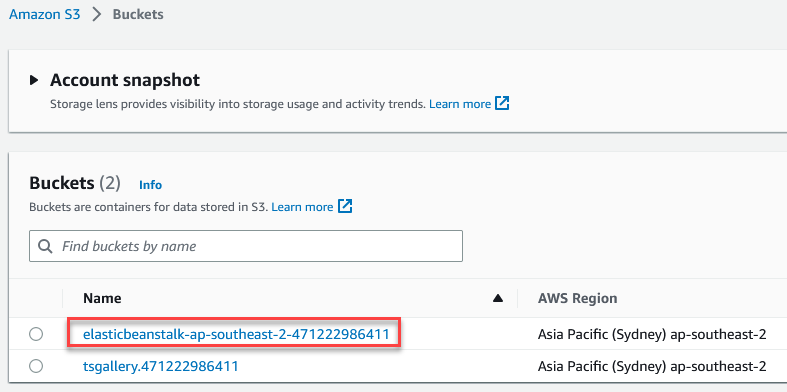 Amazon S3 > Buckets
Account snapshot
Storage lens provides visibility into storage usage and activity trends. Learn more
Buckets (2) Info
Buckets are containers for data stored in S3. Learn more
Find buckets by name
Name AWS Region
elasticbeanstalk-ap-southeast-2-471222986411 Asia Pacific (Sydney) ap-southeast-2
tsgallery.471222986411 Asia Pacific (Sydney) ap-southeast-2